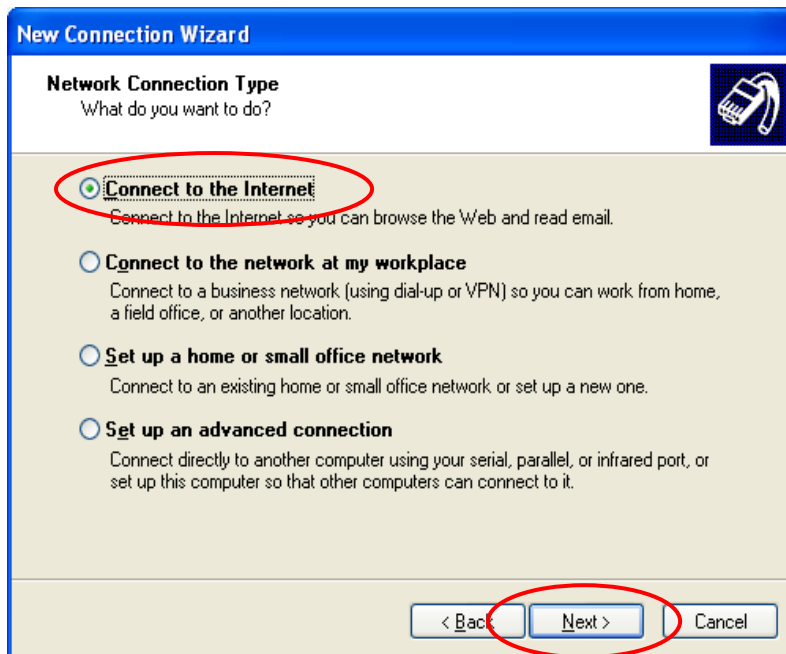 New Connection Wizard
Network Connection Type
What do you want to do?
Connect to the Internet
Connect to the Internet so you can browse the Web and read email.
Connect to the network at my workplace
Connect to a business network (using dial-up or VPN) so you can work from home,
a field office, or another location.
Set up a home or small office network
Connect to an existing home or small office network or set up a new one.
Set up an advanced connection
Connect directly to another computer using your serial, parallel, or infrared port, or
set up this computer so that other computers can connect to it.
< Back Next > Cancel